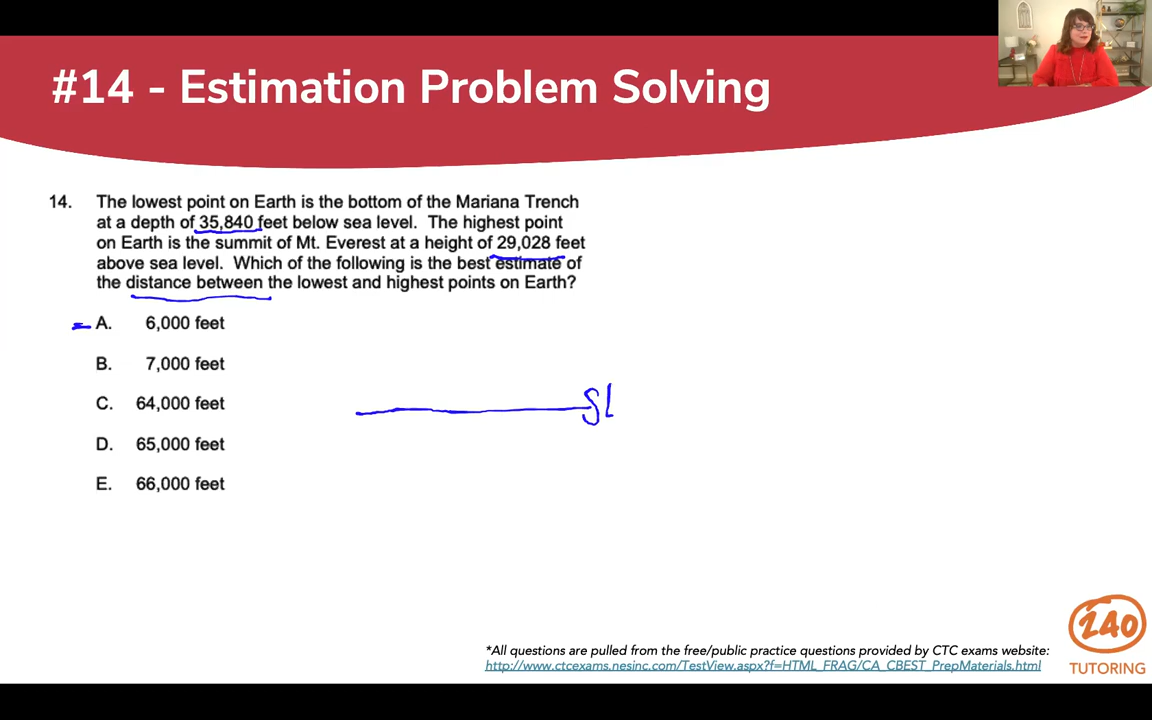 #14 - Estimation Problem Solving
14. The lowest point on Earth is the bottom of the Mariana Trench
at a depth of 35,840 feet below sea level. The highest point
on Earth is the summit of Mt. Everest at a height of 29,028 feet
above sea level. Which of the following is the best estimate of
the distance between the lowest and highest points on Earth?
A. 6,000 feet
B. 7,000 feet
C. 64,000 feet
SL
D. 65,000 feet
E. 66,000 feet
240
TUTORING
*All questions are pulled from the free/public practice questions provided by CTC exams website:
http://www.ctcexams.nesinc.com/TestView.aspx?f=HTML_FRAG/CA_CBEST_PrepMaterials.html